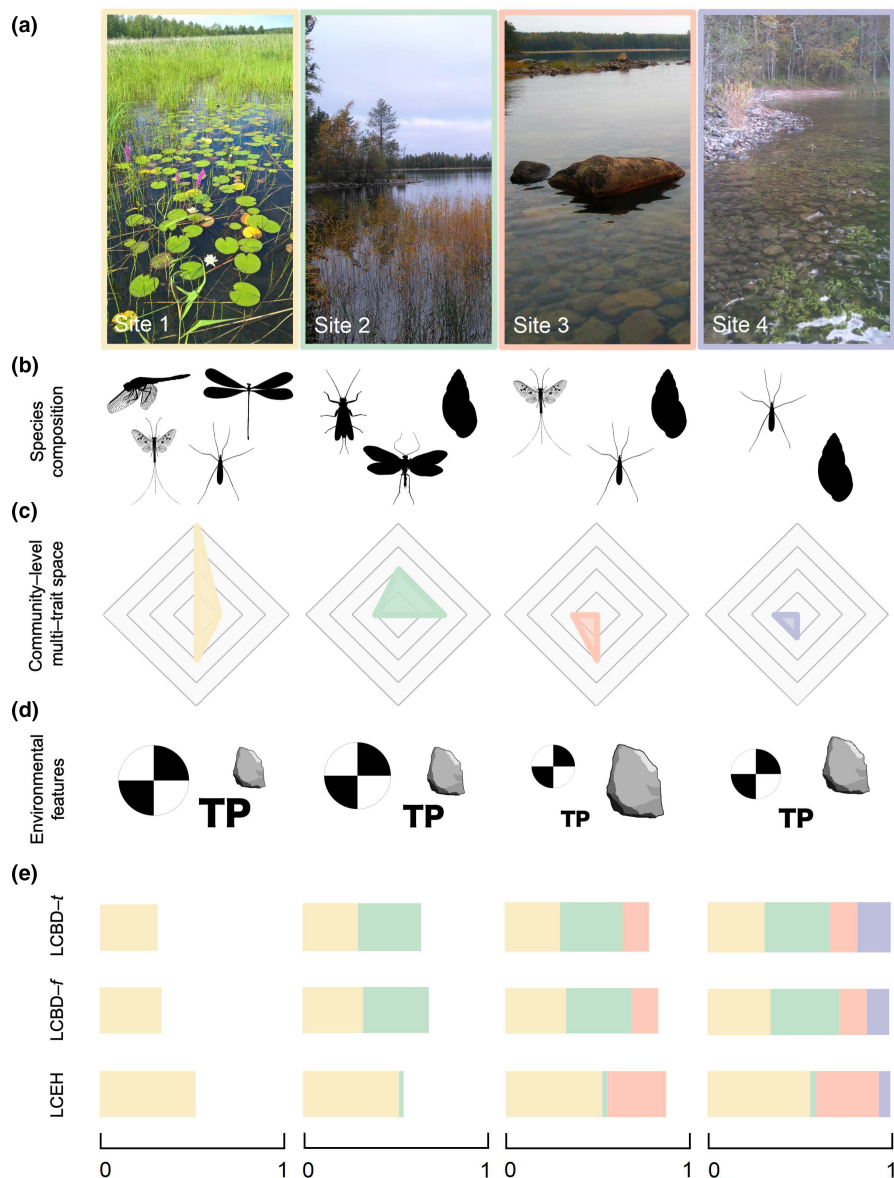 (a)
Site 1
Site 2
Site 3
Site 4
(b)
Species
composition
(c)
Community–level
multi–trait space
(d)
Environmental
features
TP
TP
TP
TP
(e)
LCBD–t
LCBD–f
LCEH
0 1
0 1
0 1
0 1